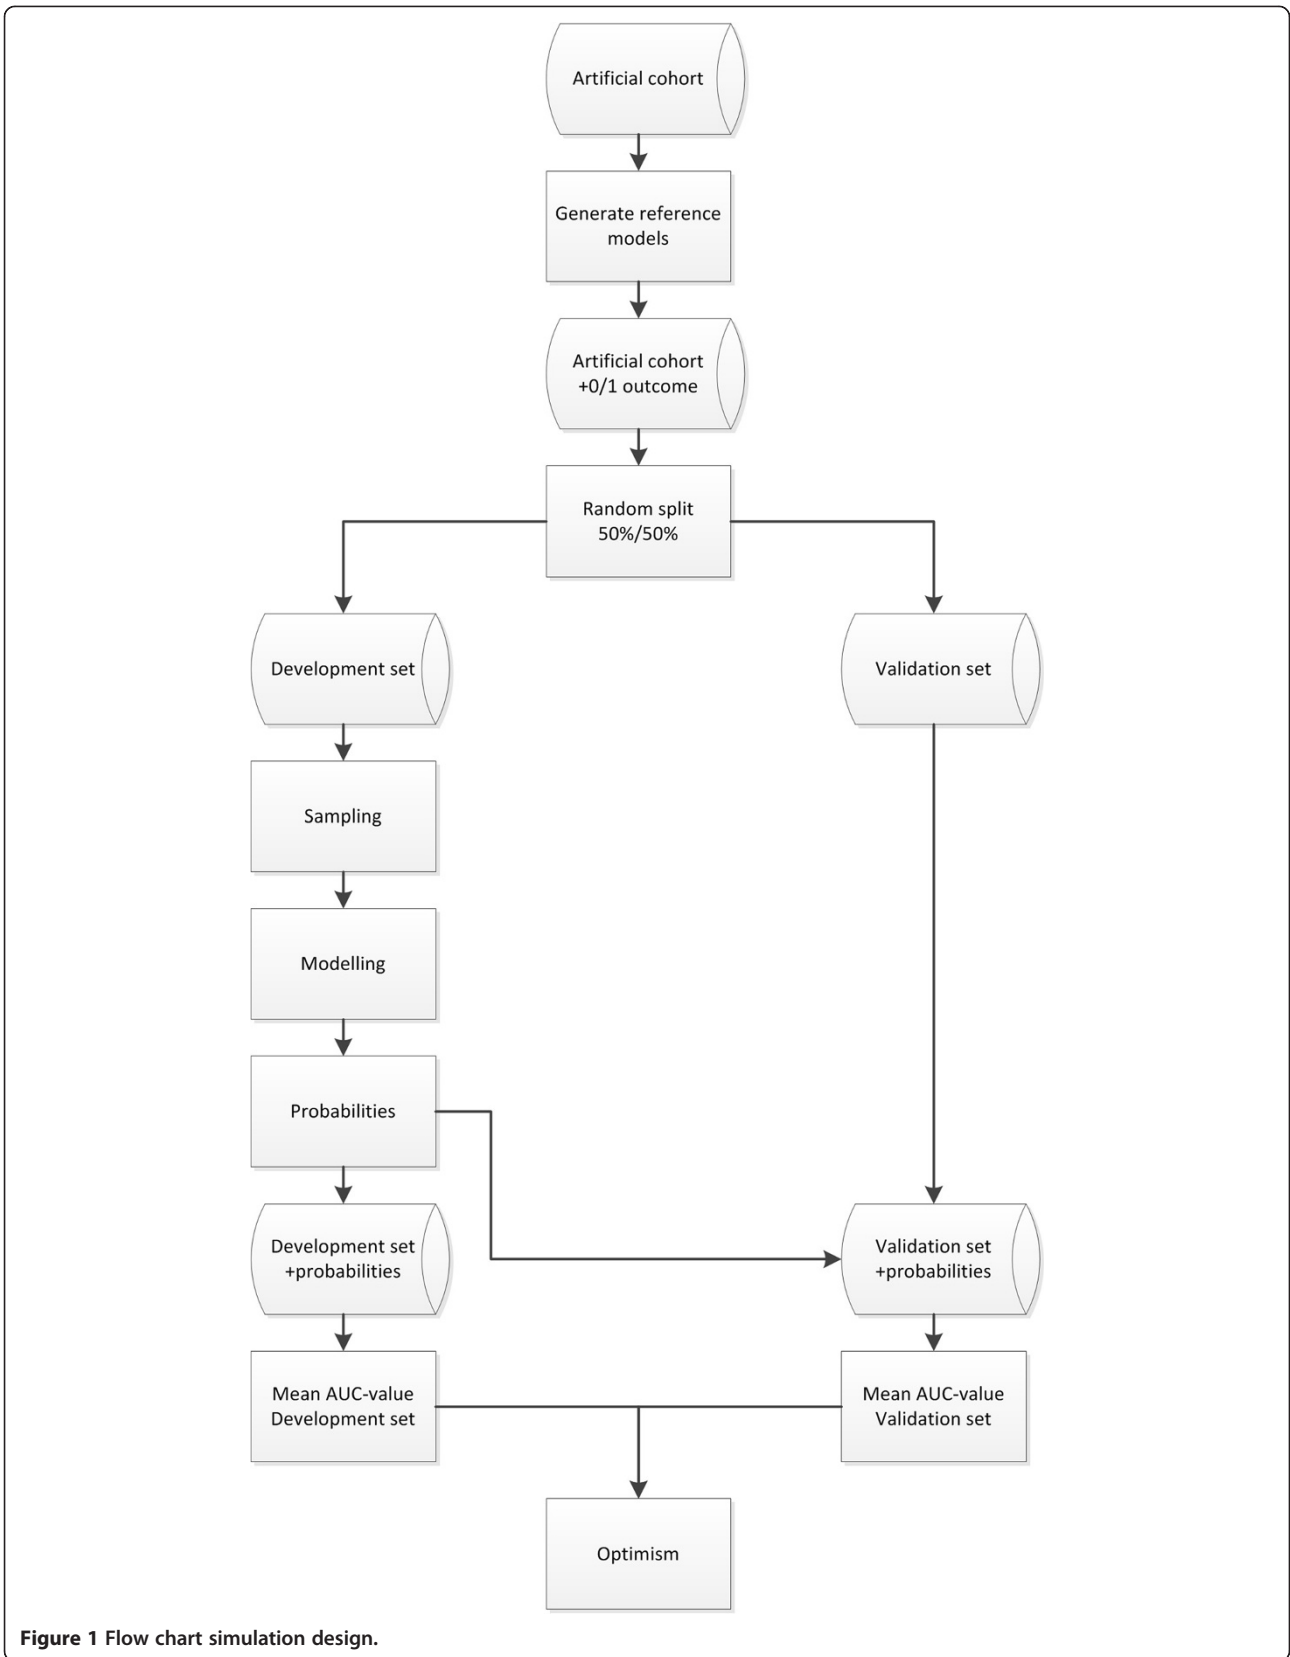 Artificial cohort
Generate reference
models
Artificial cohort
+0/1 outcome
Random split
50%/50%
Development set
Validation set
Sampling
Modelling
Probabilities
Development set
+probabilities
Validation set
+probabilities
Mean AUC-value
Development set
Mean AUC-value
Validation set
Optimism
Figure 1 Flow chart simulation design.